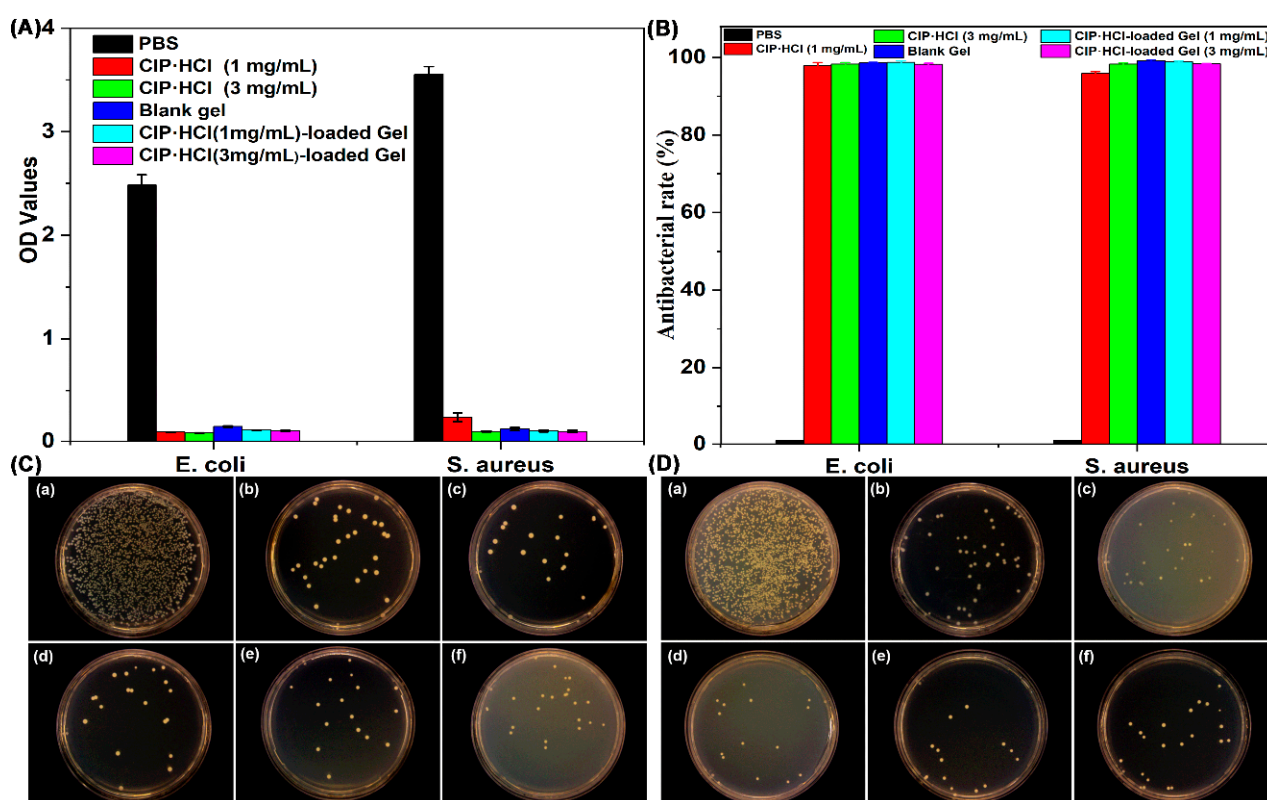 (A)
4
3
2
1
0
OD Values
PBS
CIP·HCl (1 mg/mL)
CIP·HCl (3 mg/mL)
Blank gel
CIP·HCl(1mg/mL)-loaded Gel
CIP·HCl(3mg/mL)-loaded Gel
E. coli
S. aureus
(B)
PBS
CIP·HCl (1 mg/mL)
CIP·HCl (3 mg/mL)
Blank Gel
CIP·HCl-loaded Gel (1 mg/mL)
CIP·HCl-loaded Gel (3 mg/mL)
100
80
60
40
20
0
Antibacterial rate (%)
E. coli
S. aureus
(C)
(a)
(b)
(c)
(d)
(e)
(f)
(D)
(a)
(b)
(c)
(d)
(e)
(f)